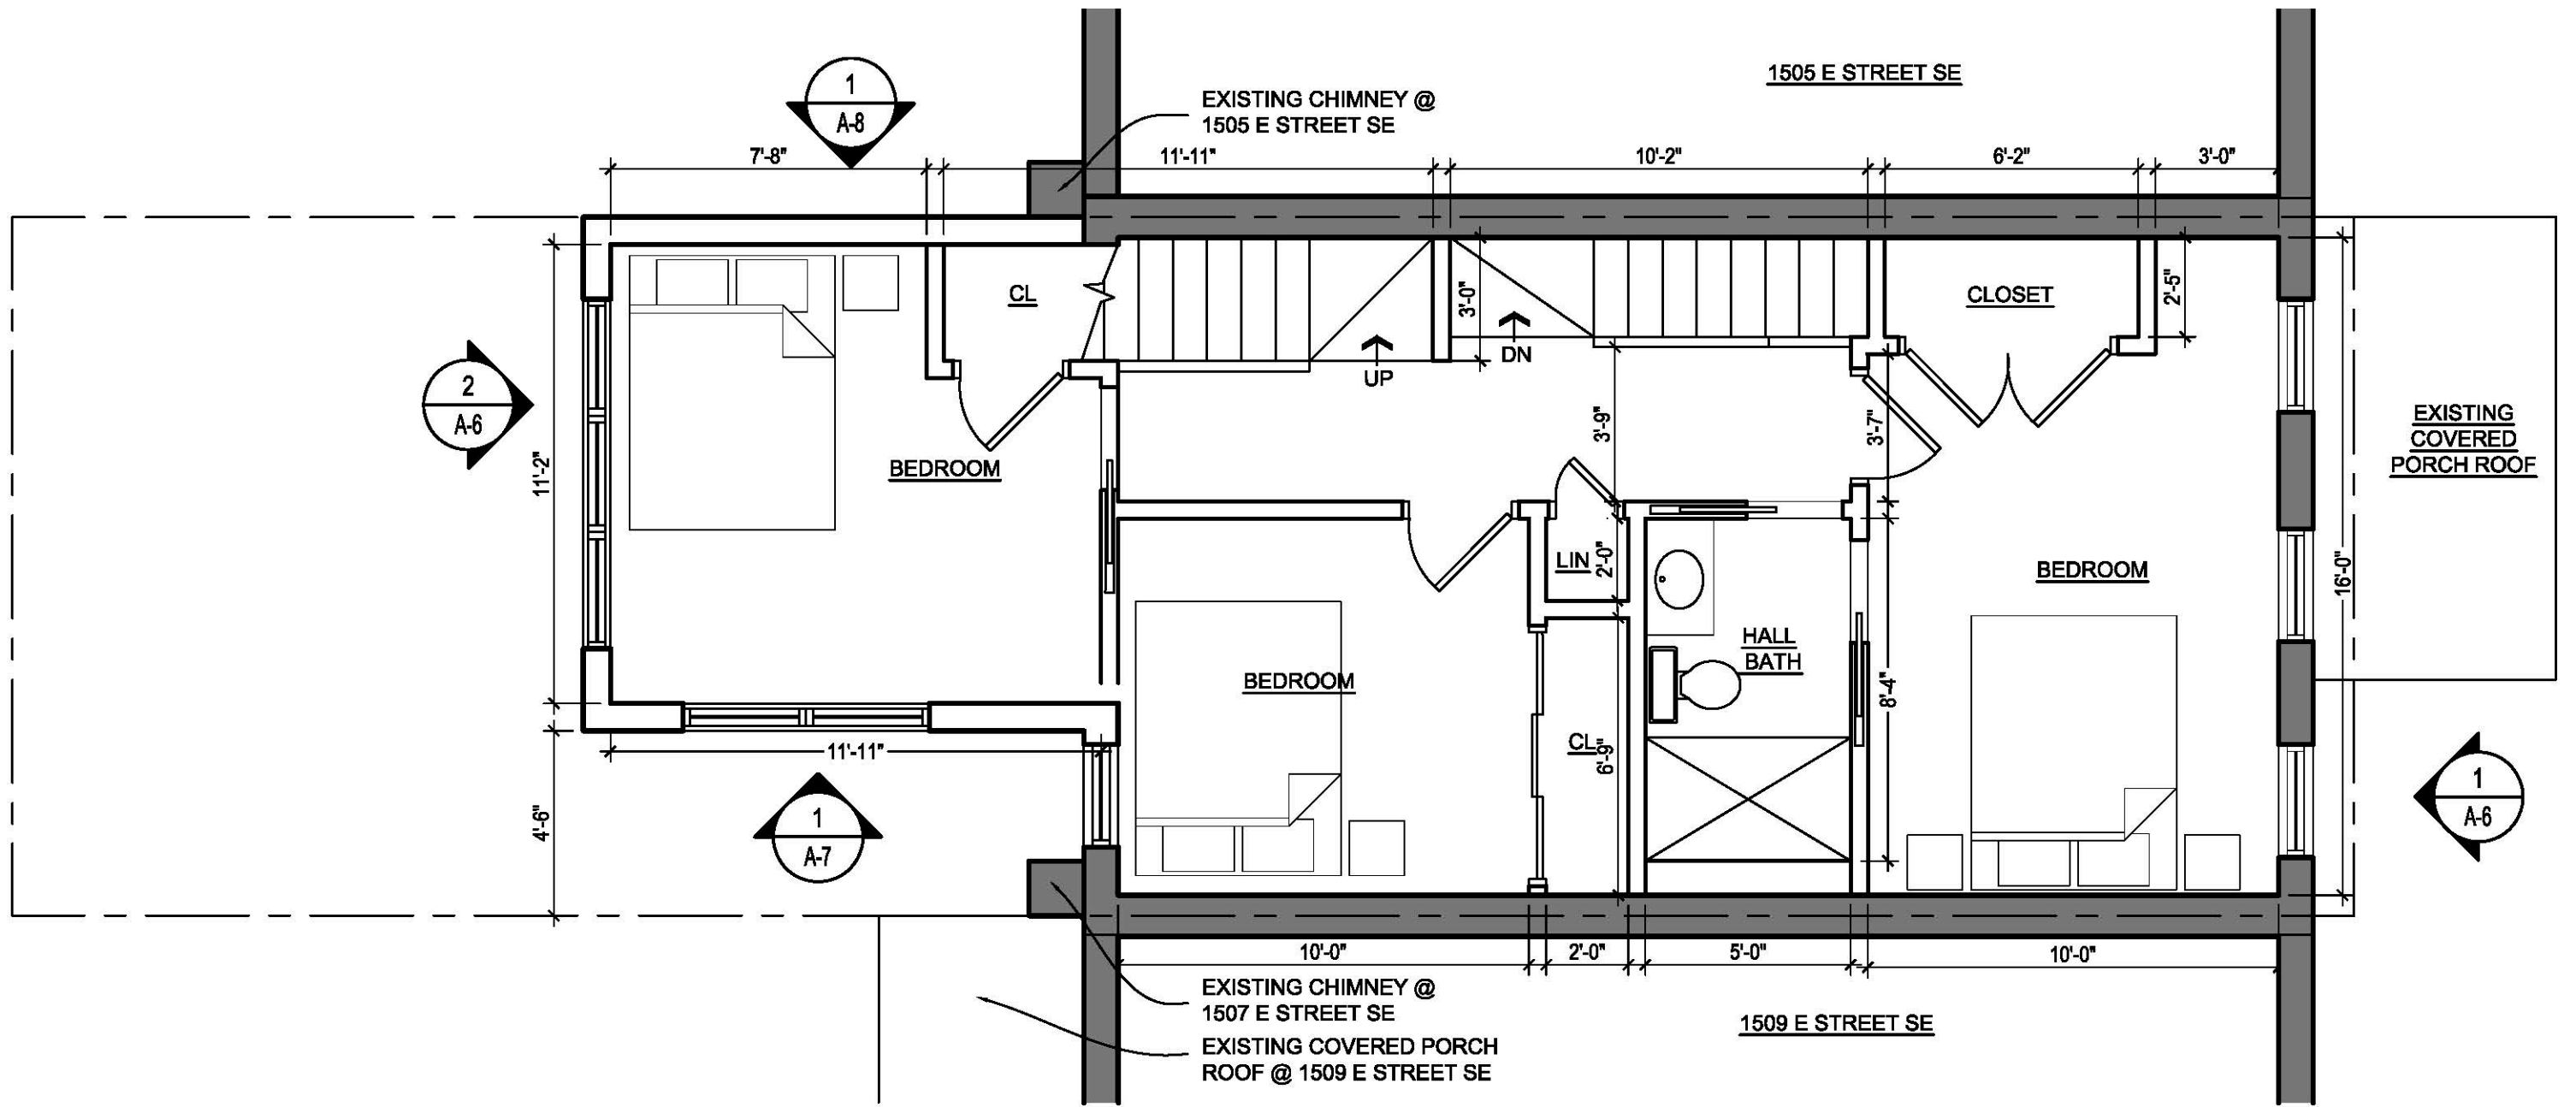 1505 E STREET SE
1
A-8
EXISTING CHIMNEY @
1505 E STREET SE
7'-8"
11'-11"
10'-2"
6'-2"
3'-0"
CL
3'-0"
DN
UP
CLOSET
2'-5"
2
A-6
11'-2"
BEDROOM
3'-9"
3'-7"
EXISTING
COVERED
PORCH ROOF
LIN
2'-0"
BEDROOM
16'-0"
HALL
BATH
BEDROOM
8'-4"
CL
6'-9"
11'-11"
4'-6"
1
A-7
1
A-6
10'-0"
2'-0"
5'-0"
10'-0"
EXISTING CHIMNEY @
1507 E STREET SE
EXISTING COVERED PORCH
ROOF @ 1509 E STREET SE
1509 E STREET SE